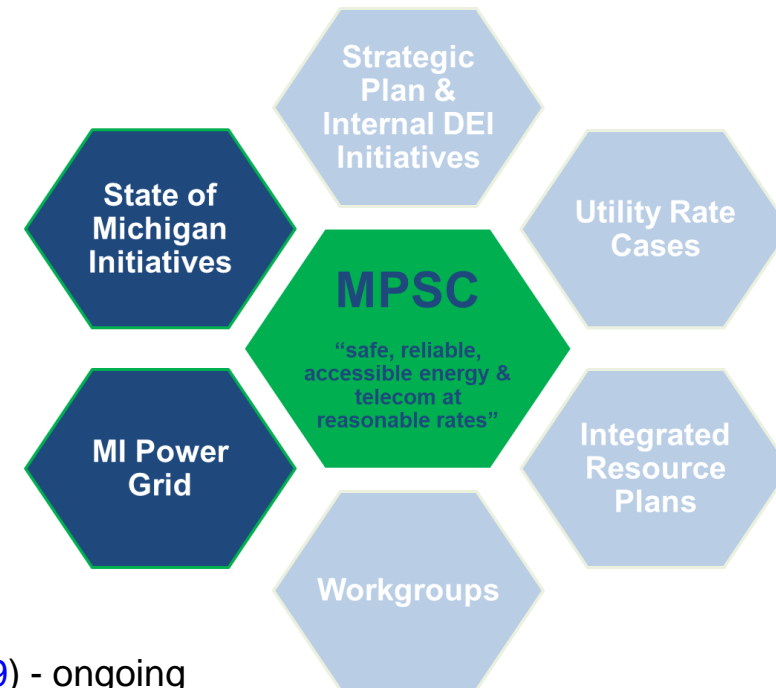 Strategic
Plan &
Internal DEI
Initiatives
State of
Michigan
Initiatives
Utility Rate
Cases
MPSC
“safe, reliable,
accessible energy &
telecom at
reasonable rates”
MI Power
Grid
Integrated
Resource
Plans
Workgroups
9) - ongoing